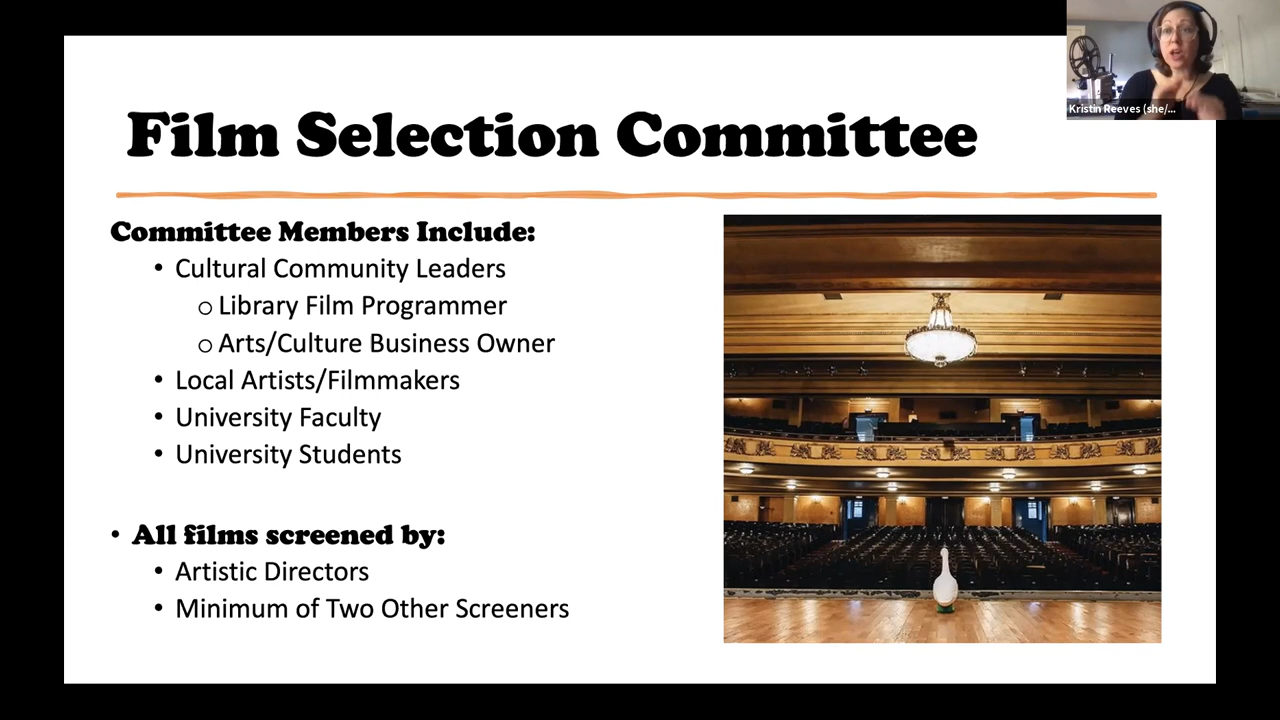 Film Selection Committee
Kristin Reeves (she/...
Committee Members Include:
• Cultural Community Leaders
o Library Film Programmer
o Arts/Culture Business Owner
• Local Artists/Filmmakers
• University Faculty
• University Students
• All films screened by:
• Artistic Directors
• Minimum of Two Other Screeners